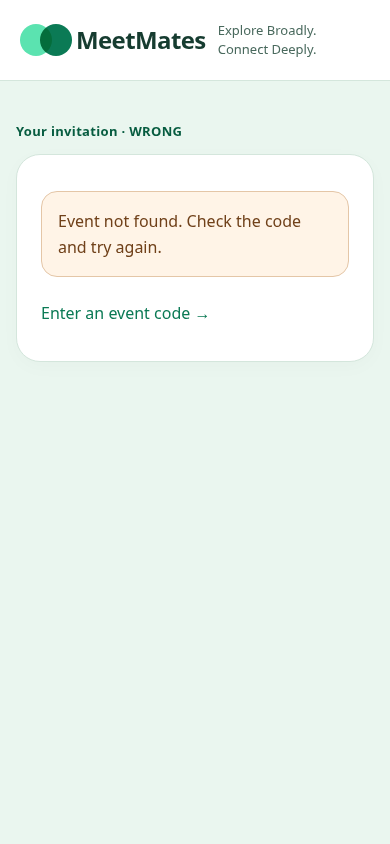 MeetMates
Explore Broadly.
Connect Deeply.
Your invitation · WRONG
Event not found. Check the code
and try again.
Enter an event code →